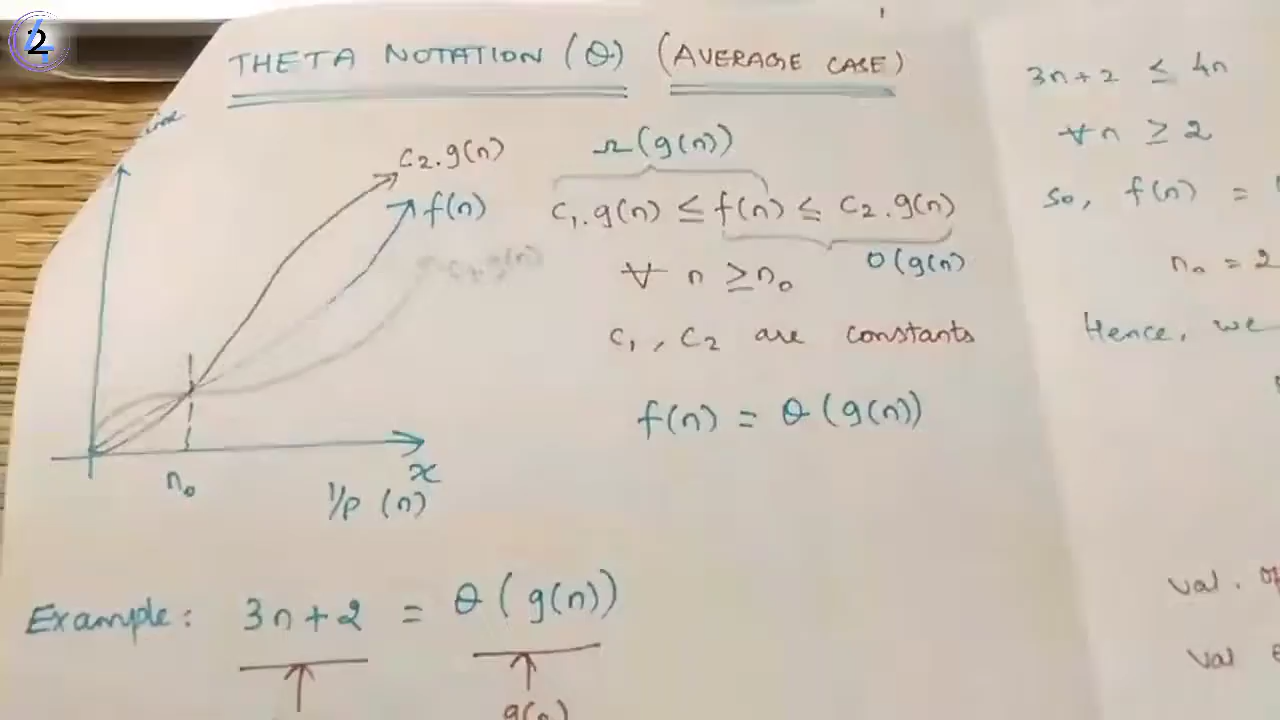 2
THETA NOTATION (θ) (AVERAGE CASE)
c2.g(n)
f(n)
n₀
x
I/P (n)
Ω(g(n))
c₁.g(n) ≤ f(n) ≤ c₂.g(n)
O(g(n)
∀ n ≥ n₀
c₁, c₂ are constants
f(n) = θ(g(n))
Example: 3n+2 = θ(g(n))
g(n)
3n+2 ≤ 4n
∀n ≥ 2
So, f(n) =
n₀ = 2
Hence, we
val. of
val